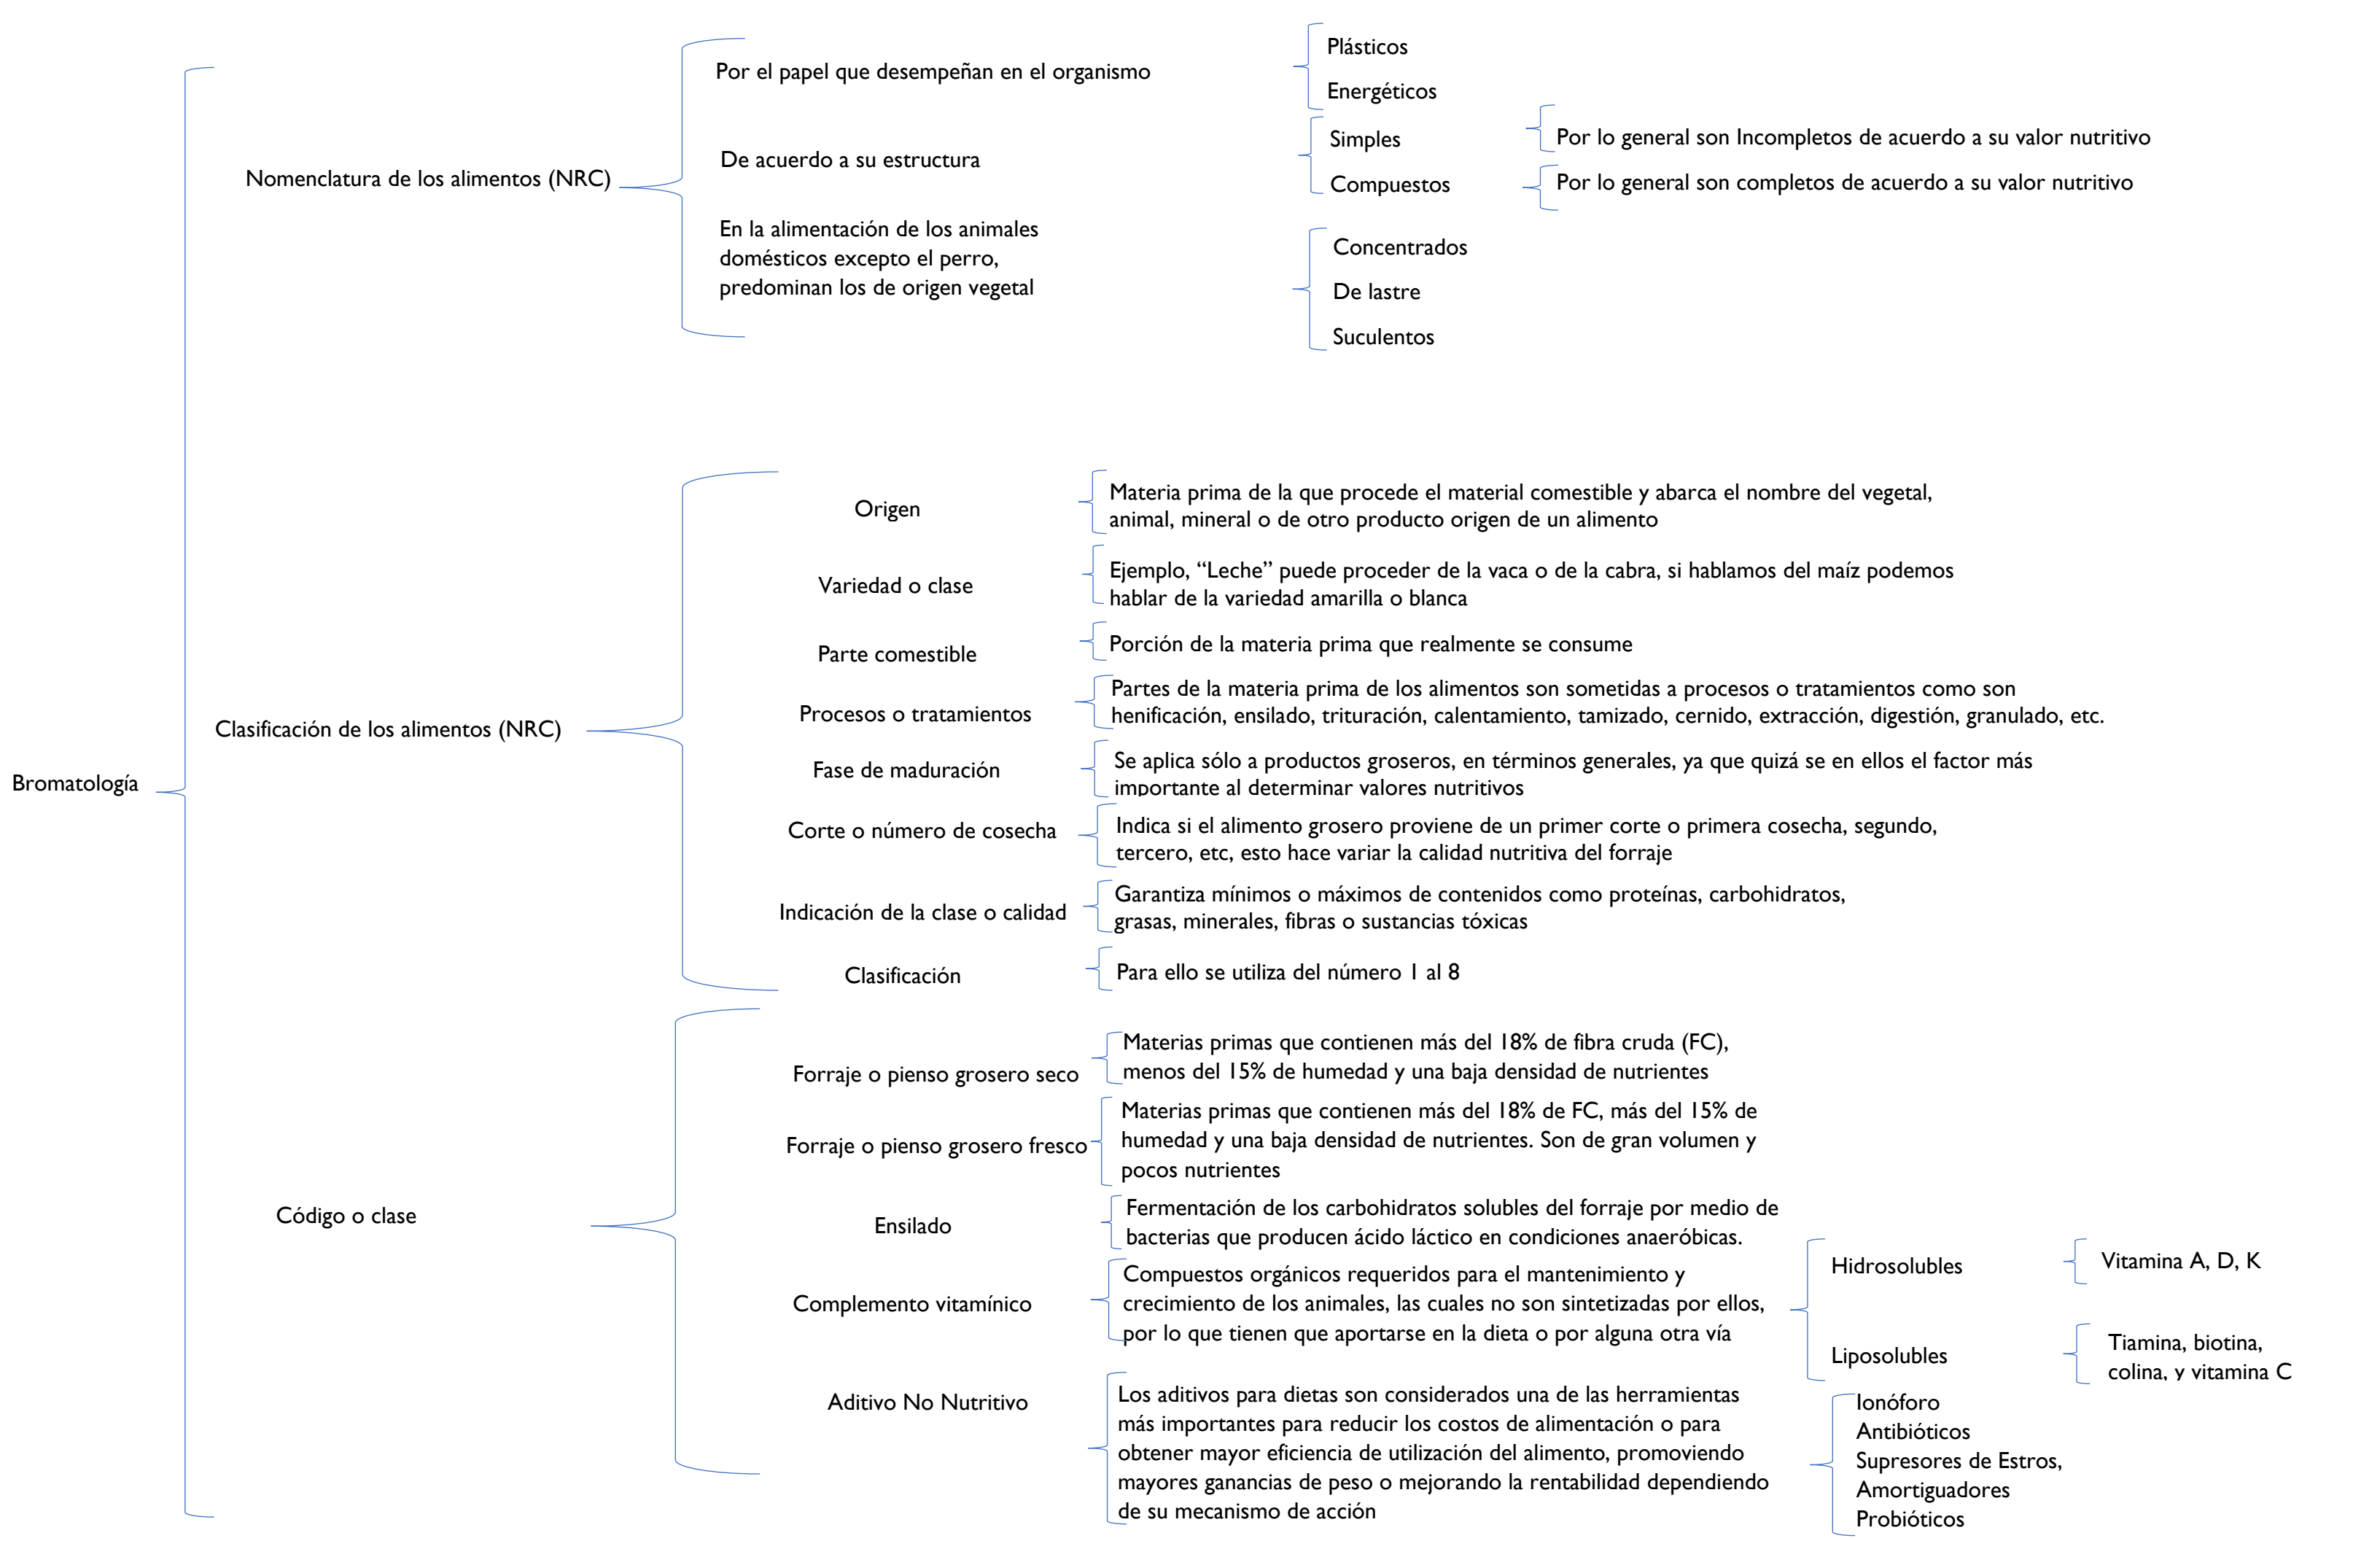 Bromatología
Nomenclatura de los alimentos (NRC)
Por el papel que desempeñan en el organismo
Plásticos
Energéticos
De acuerdo a su estructura
Simples
Por lo general son Incompletos de acuerdo a su valor nutritivo
Compuestos
Por lo general son completos de acuerdo a su valor nutritivo
En la alimentación de los animales
domésticos excepto el perro,
predominan los de origen vegetal
Concentrados
De lastre
Suculentos
Clasificación de los alimentos (NRC)
Origen
Materia prima de la que procede el material comestible y abarca el nombre del vegetal,
animal, mineral o de otro producto origen de un alimento
Variedad o clase
Ejemplo, “Leche” puede proceder de la vaca o de la cabra, si hablamos del maíz podemos
hablar de la variedad amarilla o blanca
Parte comestible
Porción de la materia prima que realmente se consume
Procesos o tratamientos
Partes de la materia prima de los alimentos son sometidas a procesos o tratamientos como son
henificación, ensilado, trituración, calentamiento, tamizado, cernido, extracción, digestión, granulado, etc.
Fase de maduración
Se aplica sólo a productos groseros, en términos generales, ya que quizá se en ellos el factor más
importante al determinar valores nutritivos
Corte o número de cosecha
Indica si el alimento grosero proviene de un primer corte o primera cosecha, segundo,
tercero, etc, esto hace variar la calidad nutritiva del forraje
Indicación de la clase o calidad
Garantiza mínimos o máximos de contenidos como proteínas, carbohidratos,
grasas, minerales, fibras o sustancias tóxicas
Clasificación
Para ello se utiliza del número 1 al 8
Código o clase
Forraje o pienso grosero seco
Materias primas que contienen más del 18% de fibra cruda (FC),
menos del 15% de humedad y una baja densidad de nutrientes
Forraje o pienso grosero fresco
Materias primas que contienen más del 18% de FC, más del 15% de
humedad y una baja densidad de nutrientes. Son de gran volumen y
pocos nutrientes
Ensilado
Fermentación de los carbohidratos solubles del forraje por medio de
bacterias que producen ácido láctico en condiciones anaeróbicas.
Complemento vitamínico
Compuestos orgánicos requeridos para el mantenimiento y
crecimiento de los animales, las cuales no son sintetizadas por ellos,
por lo que tienen que aportarse en la dieta o por alguna otra vía
Hidrosolubles
Vitamina A, D, K
Liposolubles
Tiamina, biotina,
colina, y vitamina C
Aditivo No Nutritivo
Los aditivos para dietas son considerados una de las herramientas
más importantes para reducir los costos de alimentación o para
obtener mayor eficiencia de utilización del alimento, promoviendo
mayores ganancias de peso o mejorando la rentabilidad dependiendo
de su mecanismo de acción
Ionóforo
Antibióticos
Supresores de Estros,
Amortiguadores
Probióticos